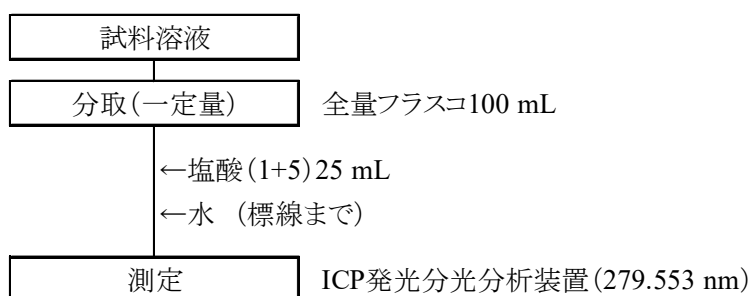 試料溶液
分取(一定量) 全量フラスコ100 mL
←塩酸(1+5)25 mL
←水 (標線まで)
測定 ICP発光分光分析装置(279.553 nm)